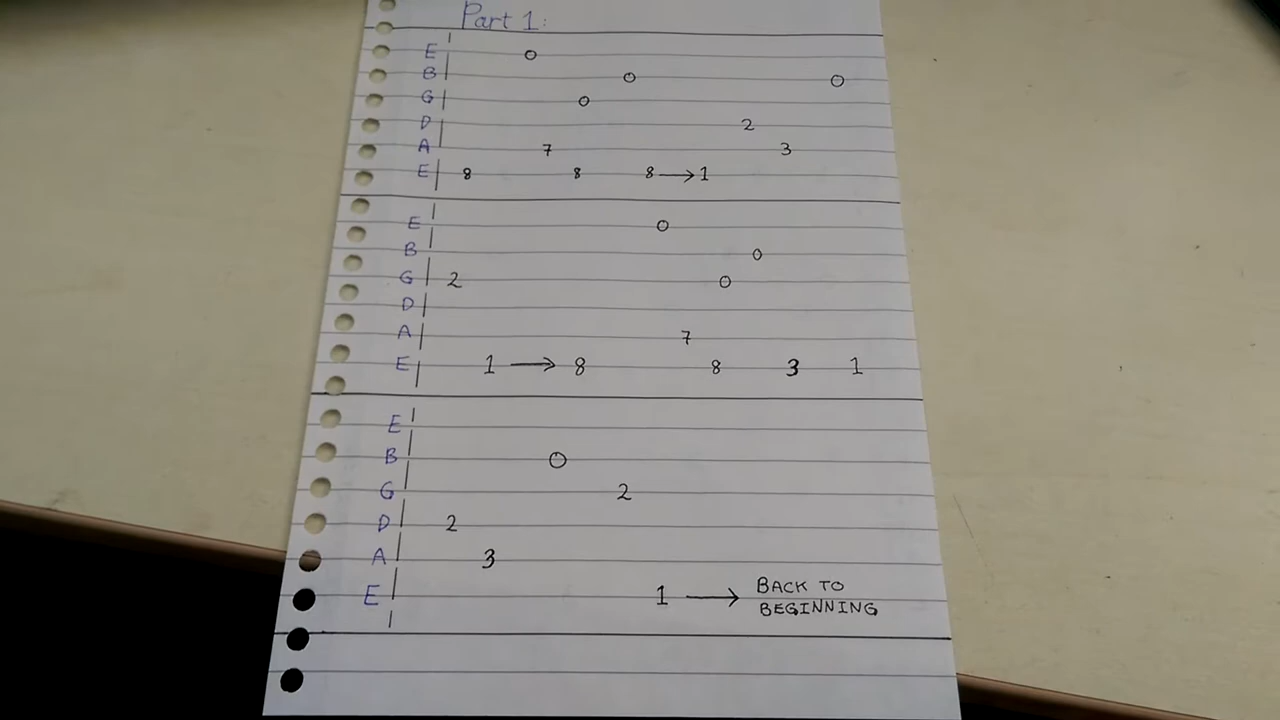 Part 1:
E 0
B 0 0
G 0
D 2
A 7 3
E 8 8 8 → 1
E 0
B 0
G 2 0
D
A 7
E 1 → 8 8 3 1
E
B 0
G 2
D 2
A 3
E 1 → BACK TO
BEGINNING